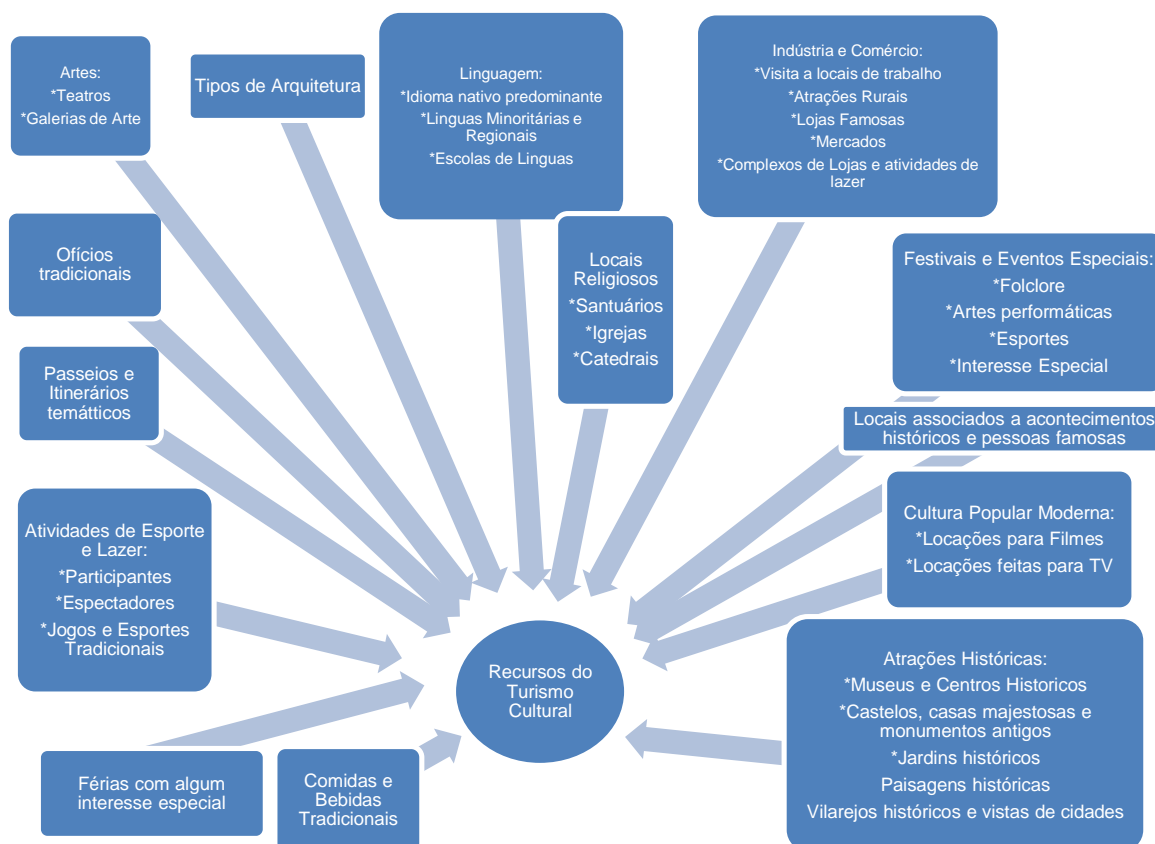 Artes:
*Teatros
*Galerias de Arte
Tipos de Arquitetura
Linguagem:
*Idioma nativo predominante
*Linguas Minoritárias e
Regionais
*Escolas de Linguas
Indústria e Comércio:
*Visita a locais de trabalho
*Atrações Rurais
*Lojas Famosas
*Mercados
*Complexos de Lojas e atividades de
lazer
Ofícios
tradicionais
Locais
Religiosos
*Santuários
*Igrejas
*Catedrais
Festivais e Eventos Especiais:
*Folclore
*Artes performáticas
*Esportes
*Interesse Especial
Passeios e
Itinerários
temátticos
Locais associados a acontecimentos
históricos e pessoas famosas
Cultura Popular Moderna:
*Locações para Filmes
*Locações feitas para TV
Atividades de Esporte
e Lazer:
*Participantes
*Espectadores
*Jogos e Esportes
Tradicionais
Recursos do
Turismo
Cultural
Atrações Históricas:
*Museus e Centros Historicos
*Castelos, casas majestosas e
monumentos antigos
*Jardins históricos
Paisagens históricas
Vilarejos históricos e vistas de cidades
Férias com algum
interesse especial
Comidas e
Bebidas
Tradicionais